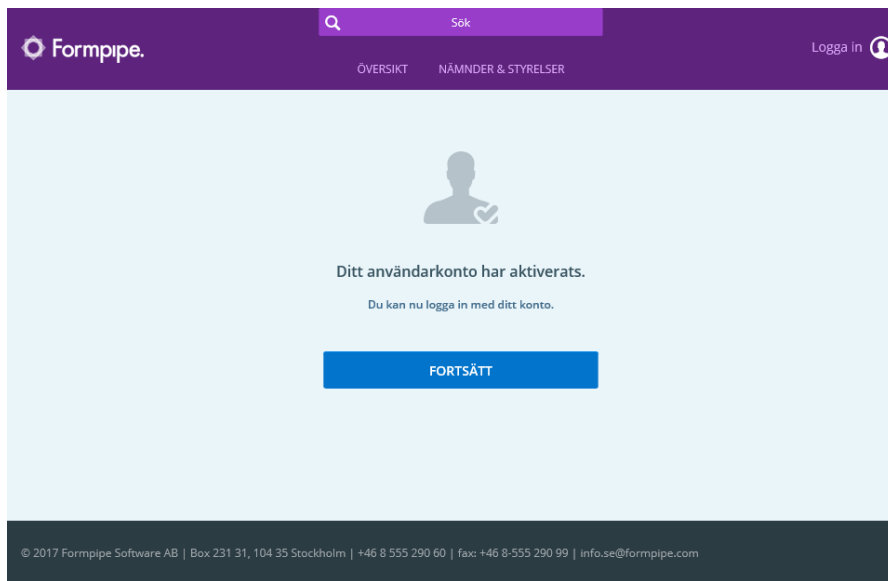 Formpipe.
Sök
Logga in
ÖVERSIKT NÄMNDER & STYRELSER
Ditt användarkonto har aktiverats.
Du kan nu logga in med ditt konto.
FORTSÄTT
© 2017 Formpipe Software AB | Box 231 31, 104 35 Stockholm | +46 8 555 290 60 | fax: +46 8-555 290 99 | info.se@formpipe.com